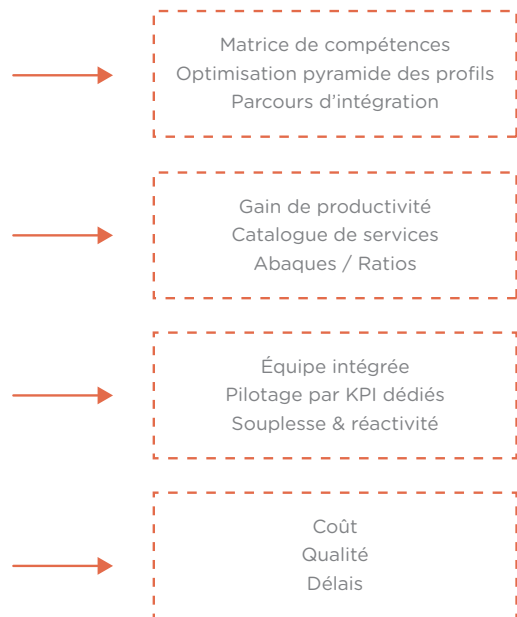 Matrice de compétences
Optimisation pyramide des profils
Parcours d’intégration
Gain de productivité
Catalogue de services
Abaques / Ratios
Équipe intégrée
Pilotage par KPI dédiés
Souplesse & réactivité
Coût
Qualité
Délais